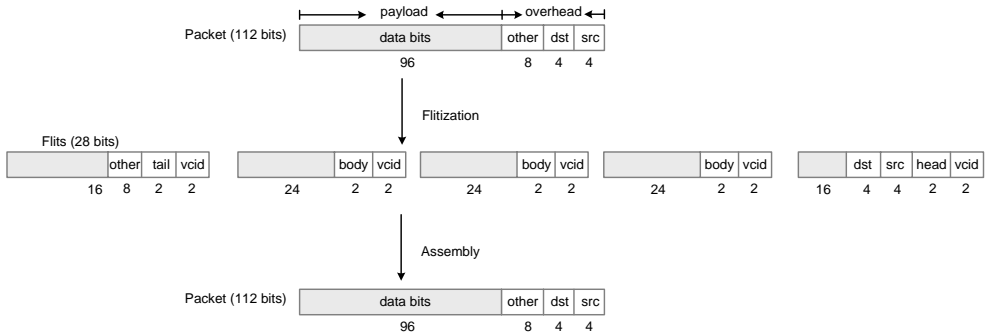 payload overhead
Packet (112 bits) data bits other dst src
96 8 4 4
Flitization
Flits (28 bits)
other tail vcid body vcid body vcid body vcid dst src head vcid
16 8 2 2 24 2 2 24 2 2 24 2 2 16 4 4 2 2
Assembly
Packet (112 bits) data bits other dst src
96 8 4 4